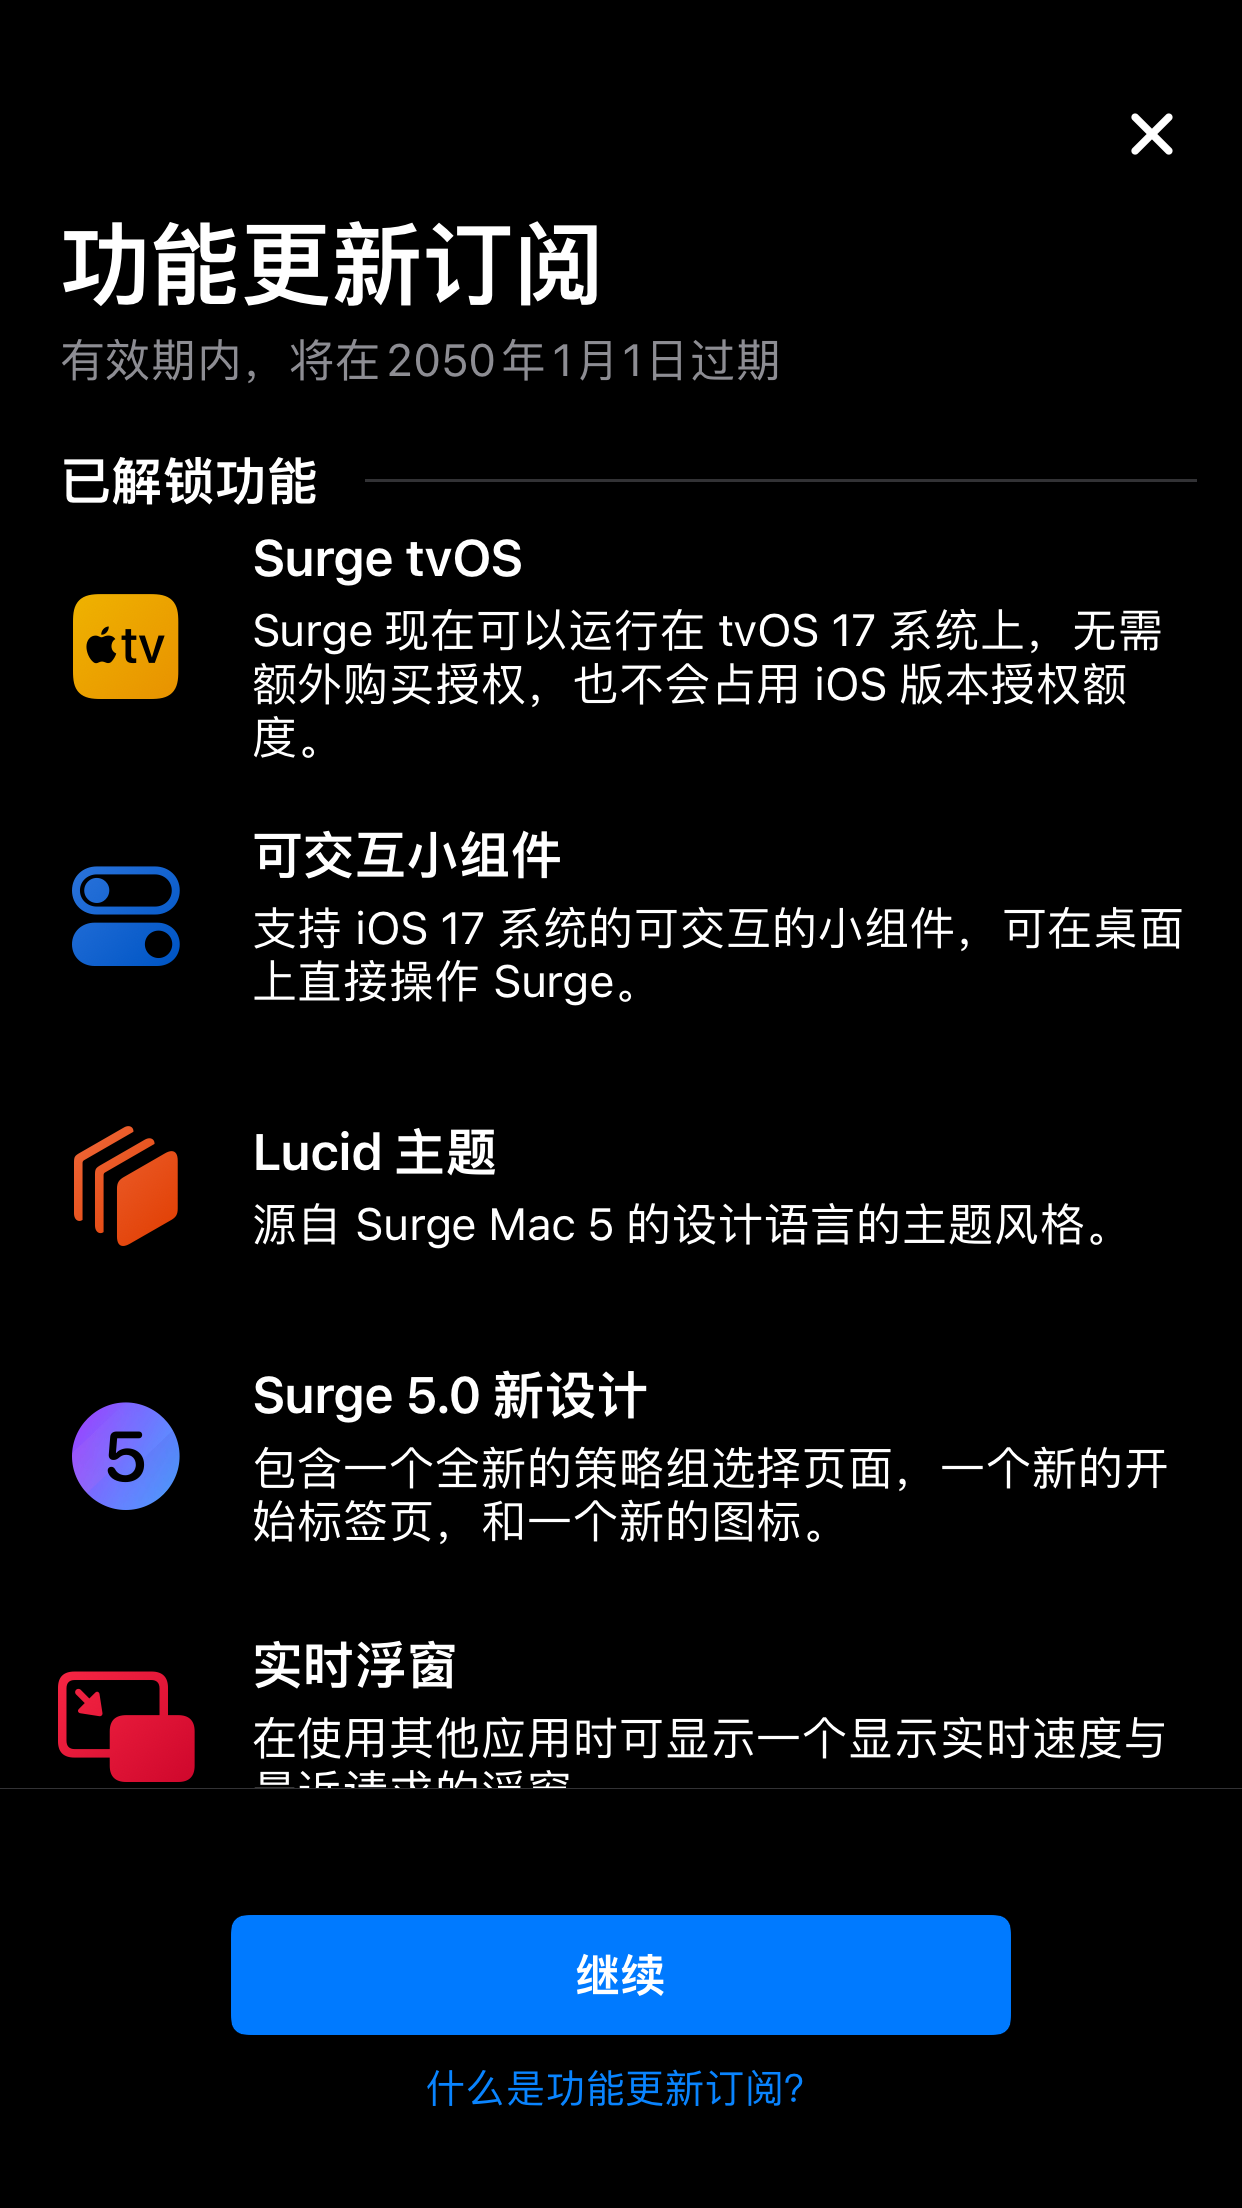 功能更新订阅
有效期内，将在2050年1月1日过期
已解锁功能
Surge tvOS
tv
Surge 现在可以运行在 tvOS 17 系统上，无需
额外购买授权，也不会占用 iOS 版本授权额
度。
可交互小组件
支持 iOS 17 系统的可交互的小组件，可在桌面
上直接操作 Surge。
Lucid 主题
源自 Surge Mac 5 的设计语言的主题风格。
Surge 5.0 新设计
5
包含一个全新的策略组选择页面，一个新的开
始标签页，和一个新的图标。
实时浮窗
在使用其他应用时可显示一个显示实时速度与
最近请求的浮窗
继续
什么是功能更新订阅?